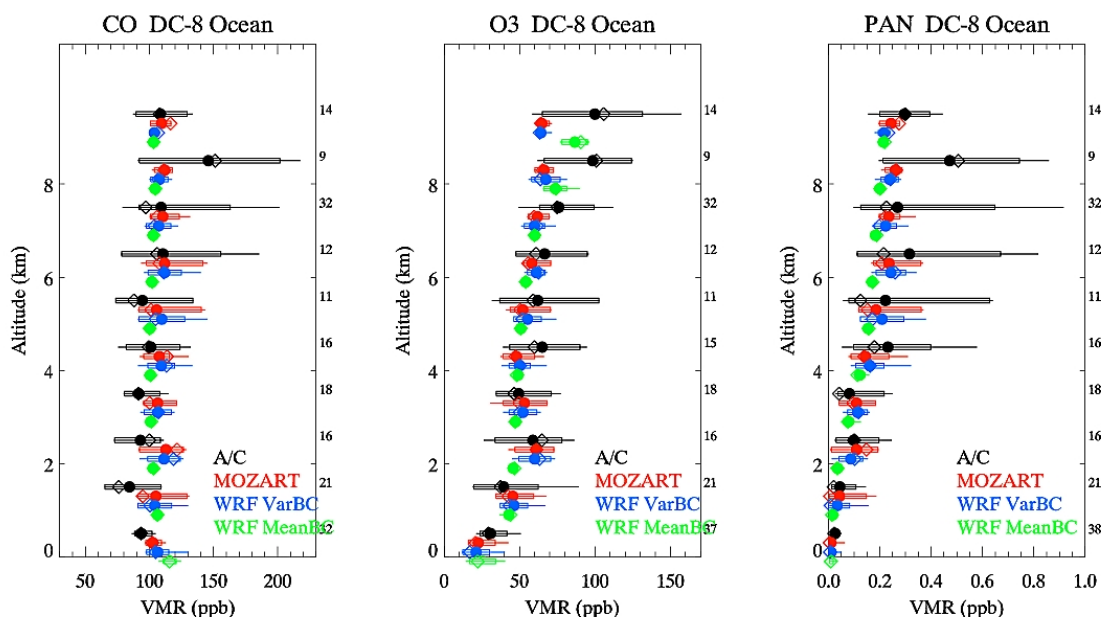 CO DC-8 Ocean
Altitude (km)
8
6
4
2
0
14
9
32
12
11
16
18
16
21
32
A/C
MOZART
WRF VarBC
WRF MeanBC
50 100 150 200
VMR (ppb)
O3 DC-8 Ocean
Altitude (km)
8
6
4
2
0
14
9
32
12
11
15
18
16
21
37
A/C
MOZART
WRF VarBC
WRF MeanBC
0 50 100 150
VMR (ppb)
PAN DC-8 Ocean
Altitude (km)
8
6
4
2
0
14
9
32
12
11
16
18
16
21
38
A/C
MOZART
WRF VarBC
WRF MeanBC
0.0 0.2 0.4 0.6 0.8 1.0
VMR (ppb)